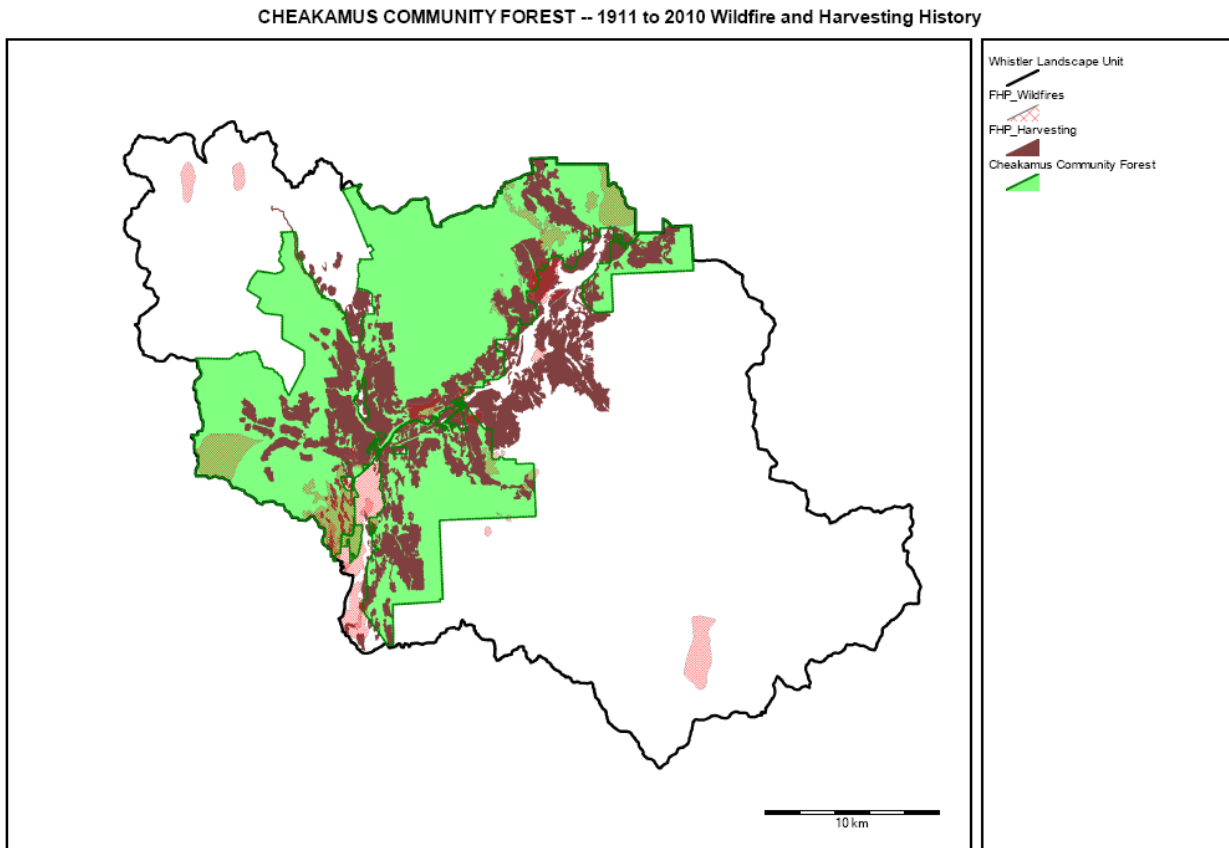 CHEAKAMUS COMMUNITY FOREST -- 1911 to 2010 Wildfire and Harvesting History
Whistler Landscape Unit
FHP_Wildfires
FHP_Harvesting
Cheakamus Community Forest
10 km